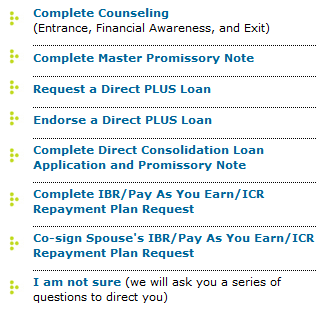 Complete Counseling
(Entrance, Financial Awareness, and Exit)
Complete Master Promissory Note
Request a Direct PLUS Loan
Endorse a Direct PLUS Loan
Complete Direct Consolidation Loan
Application and Promissory Note
Complete IBR/Pay As You Earn/ICR
Repayment Plan Request
Co-sign Spouse's IBR/Pay As You Earn/ICR
Repayment Plan Request
I am not sure (we will ask you a series of
questions to direct you)